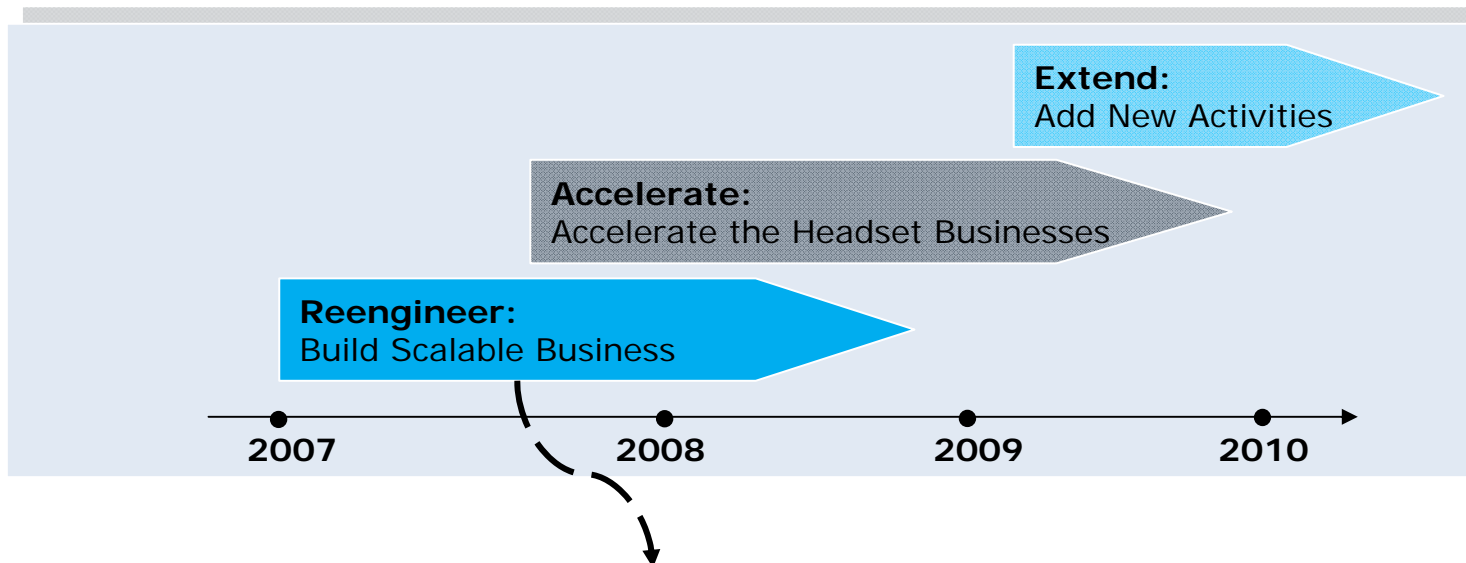 Extend:
Add New Activities
Accelerate:
Accelerate the Headset Businesses
Reengineer:
Build Scalable Business
2007 2008 2009 2010